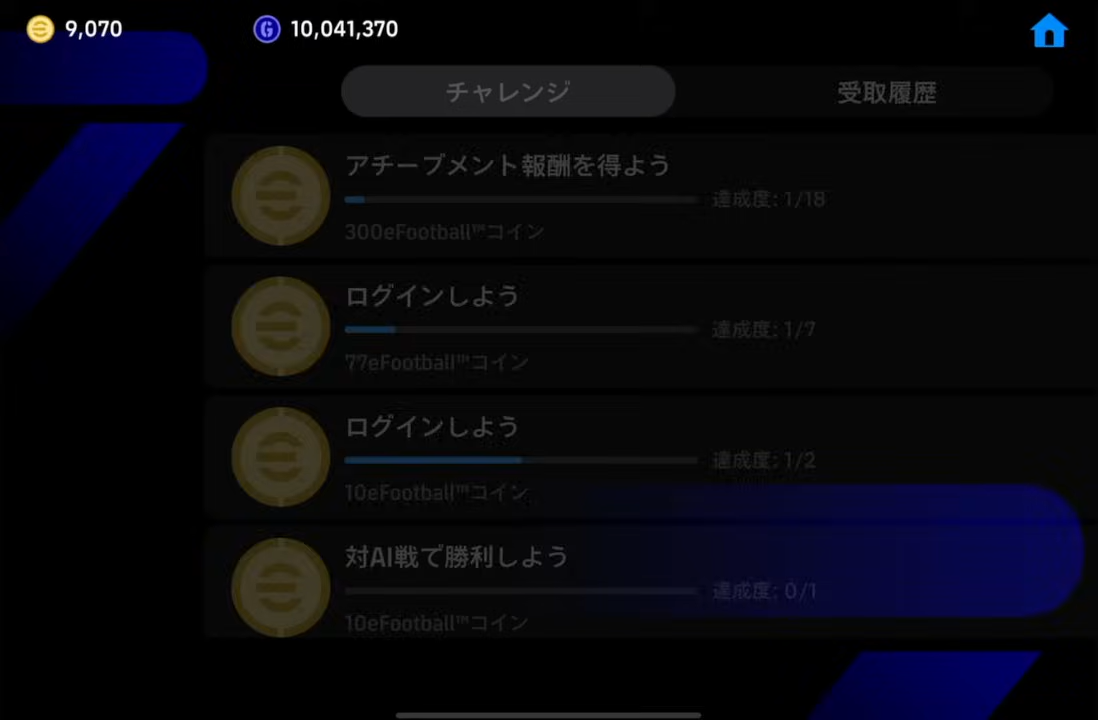 9,070 10,041,370
チャレンジ 受取履歴
アチーブメント報酬を得よう
達成度: 1/18
300eFootball™コイン
ログインしよう
達成度: 1/7
77eFootball™コイン
ログインしよう
達成度: 1/2
10eFootball™コイン
対AI戦で勝利しよう
達成度: 0/1
10eFootball™コイン